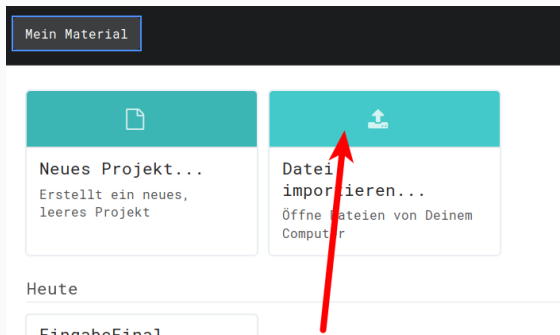 Mein Material
Neues Projekt...
Erstellt ein neues,
leeres Projekt
Datei
importieren...
Öffne Dateien von Deinem
Computer
Heute
EingabeFinal